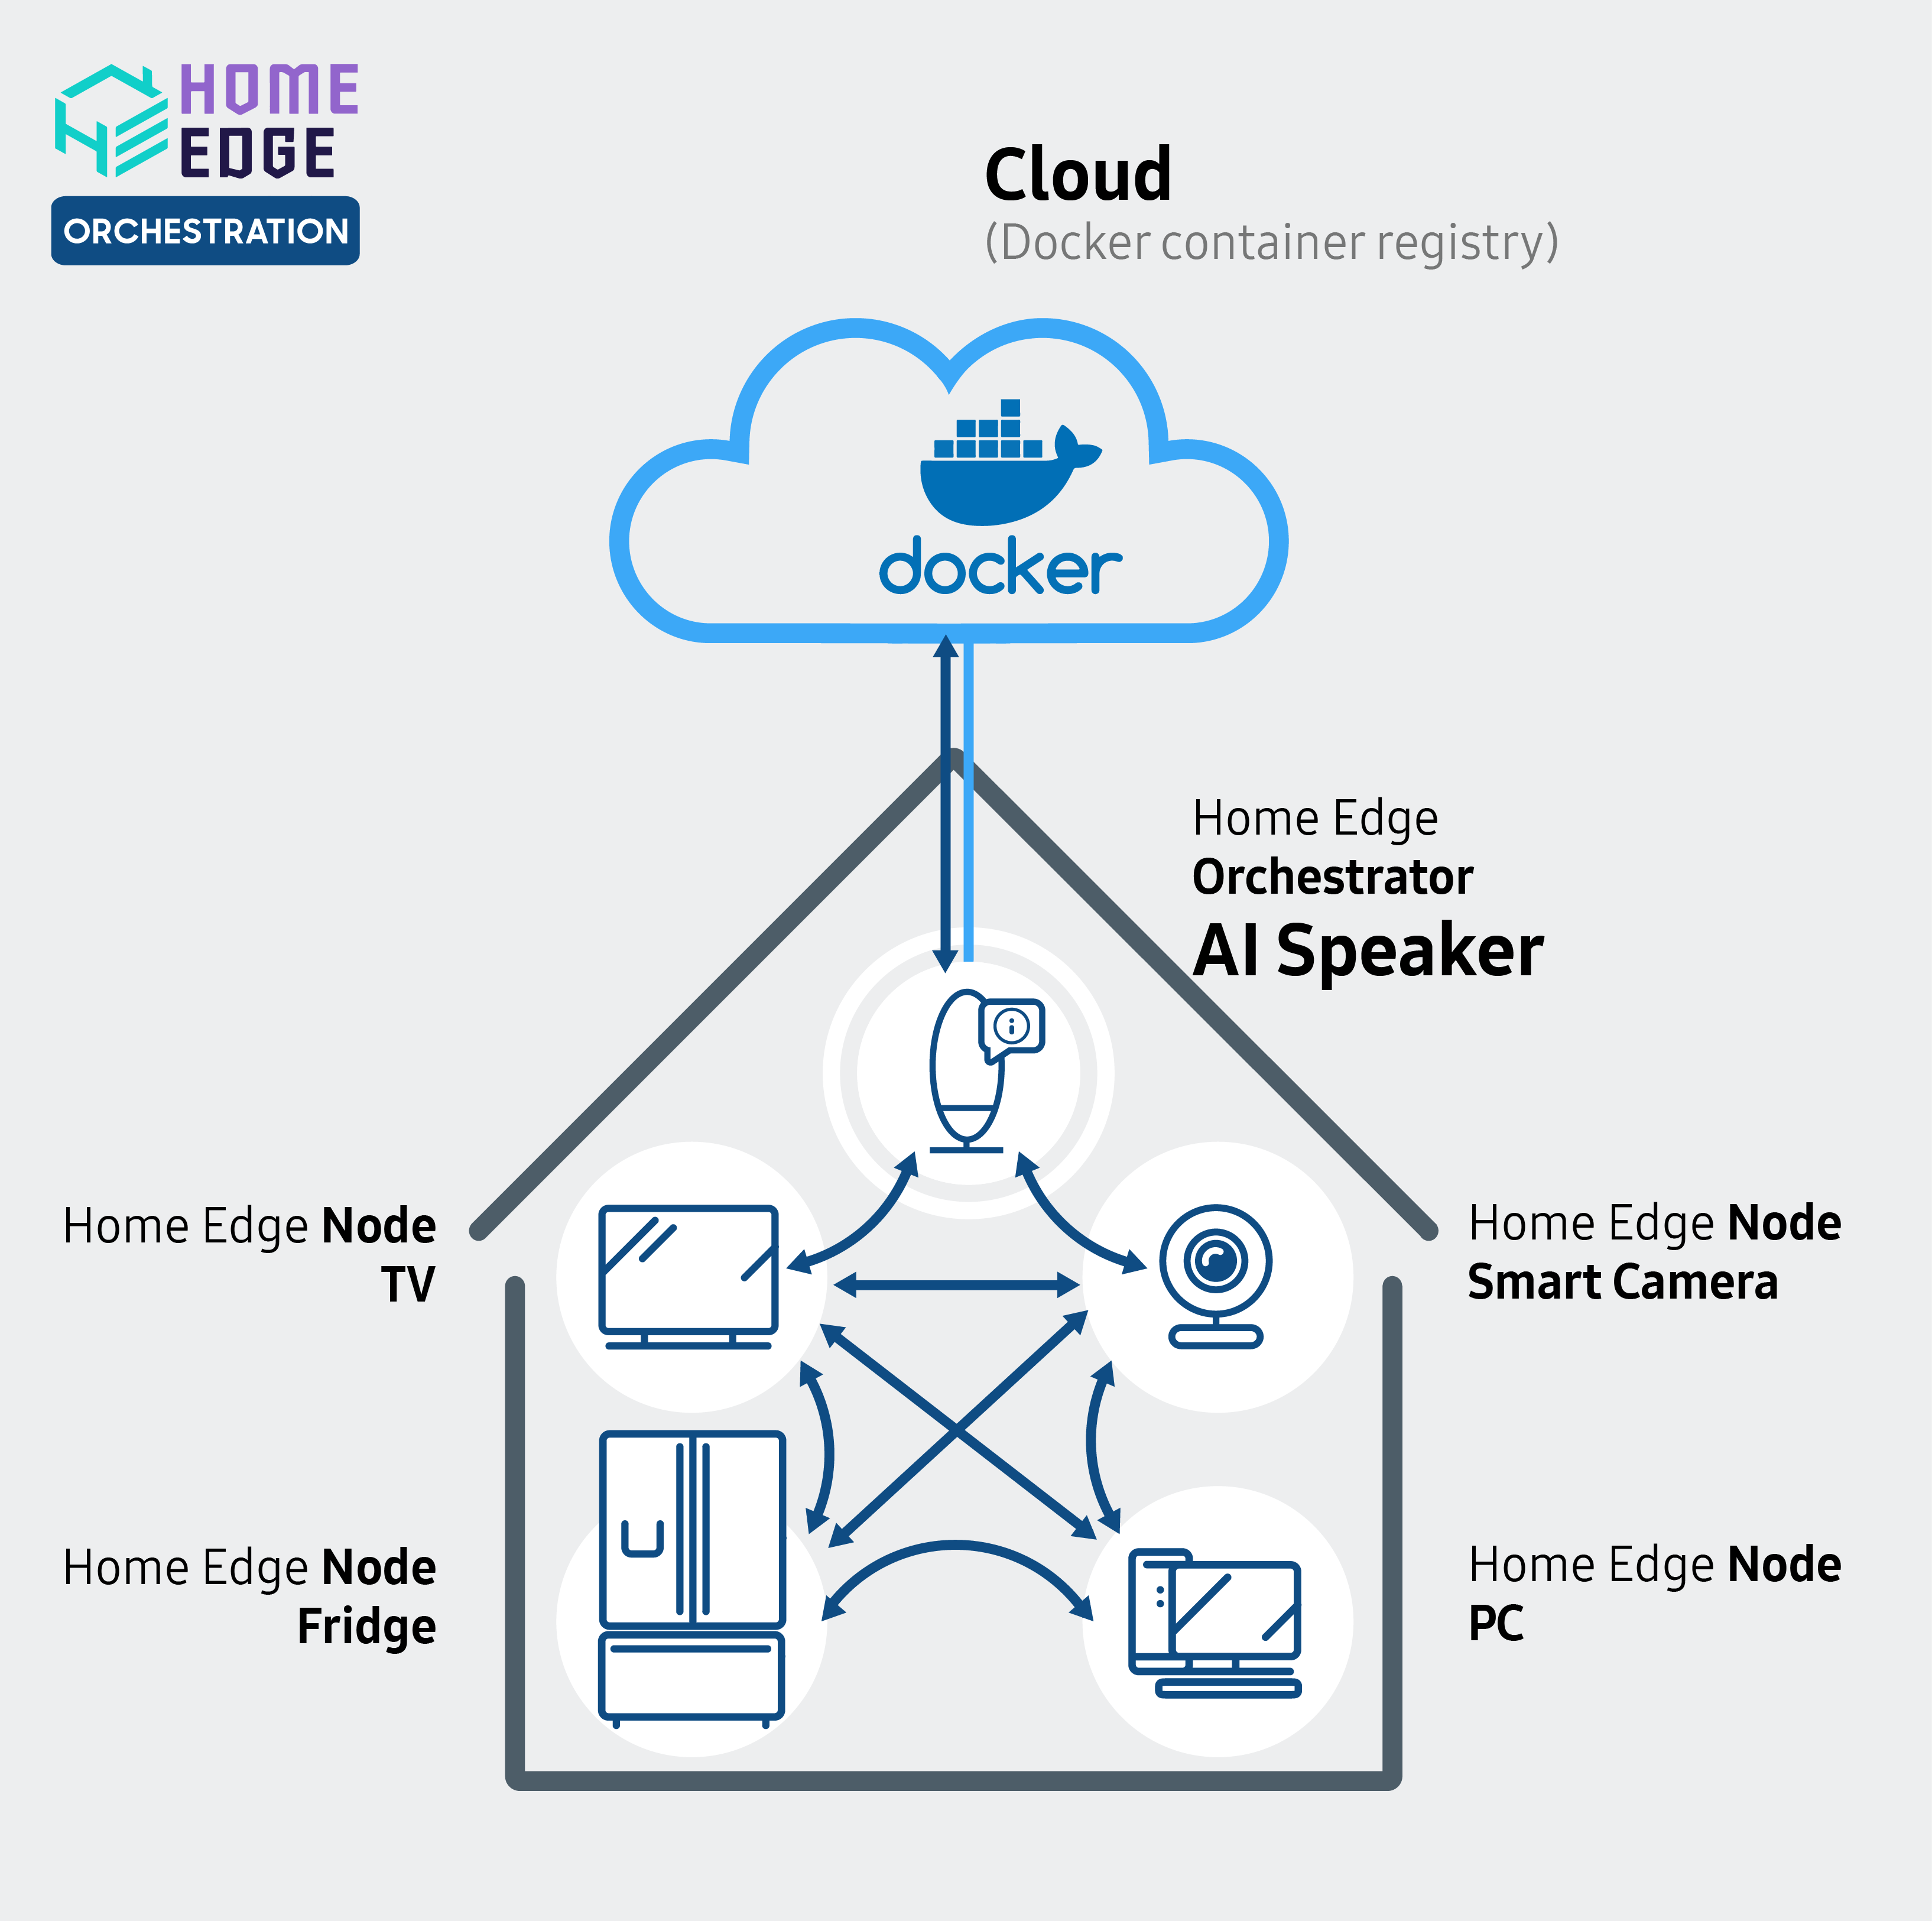 HOME
EDGE
ORCHESTRATION
Cloud
(Docker container registry)
docker
Home Edge
Orchestrator
AI Speaker
Home Edge Node
TV
Home Edge Node
Smart Camera
Home Edge Node
Fridge
Home Edge Node
PC